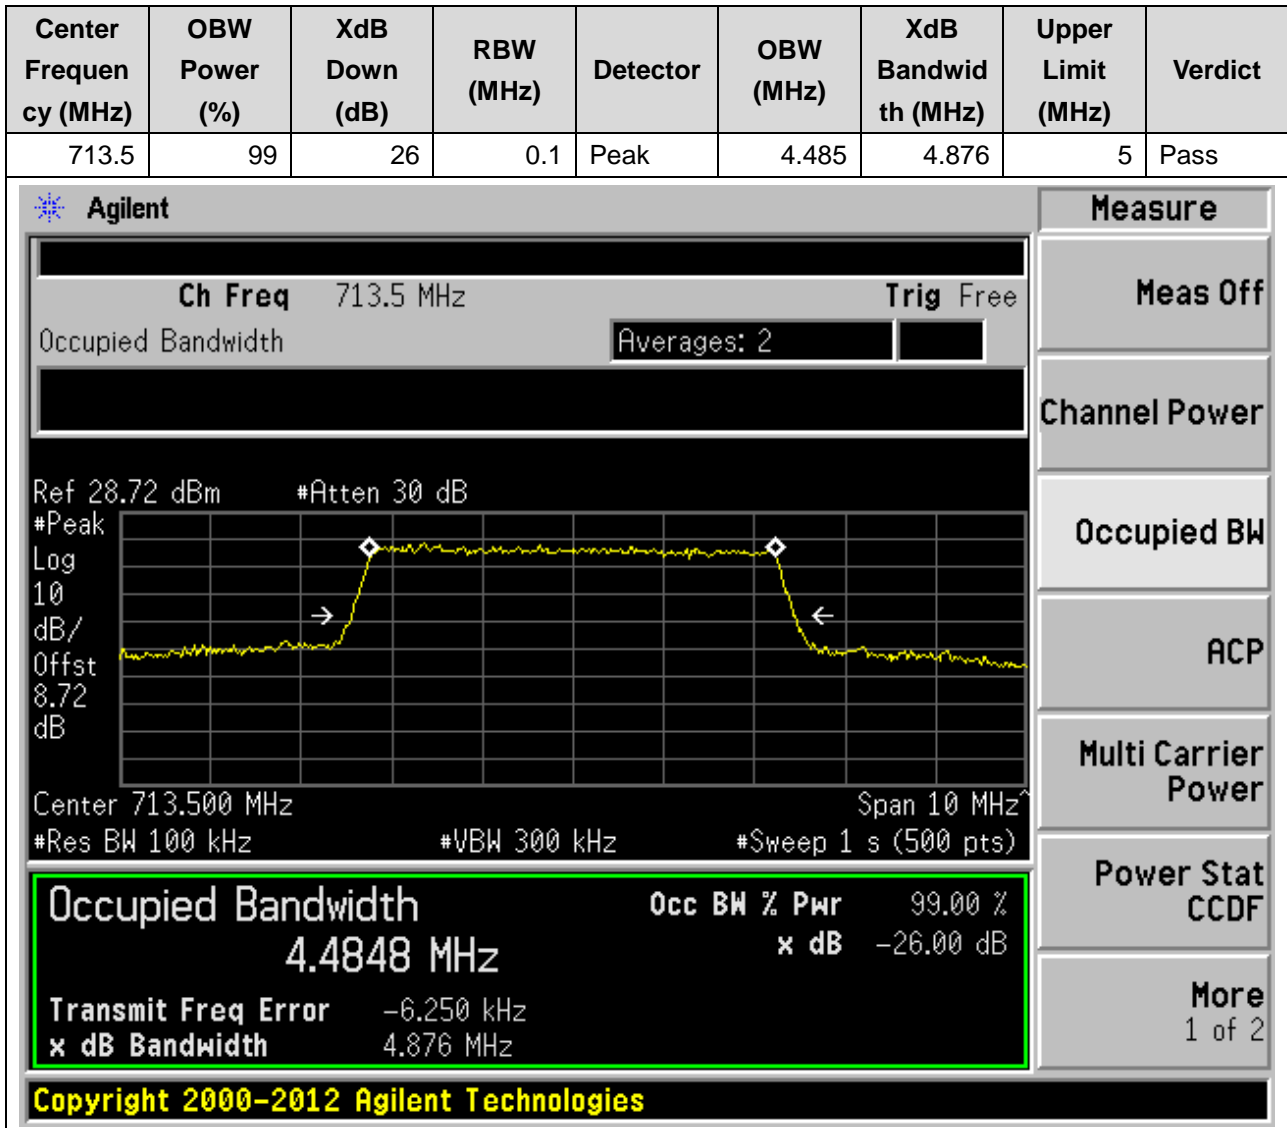 Center Frequen cy (MHz) OBW Power (%) XdB Down (dB) RBW (MHz) Detector OBW (MHz) XdB Bandwid th (MHz) Upper Limit (MHz) Verdict
713.5 99 26 0.1 Peak 4.485 4.876 5 Pass
Agilent
Measure
Ch Freq 713.5 MHz Trig Free
Meas Off
Occupied Bandwidth Averages: 2
Channel Power
Ref 28.72 dBm #Atten 30 dB
#Peak
Log
10
dB/
Offst
8.72
dB
Occupied BW
ACP
Multi Carrier
Power
Center 713.500 MHz Span 10 MHz^
#Res BW 100 kHz #VBW 300 kHz #Sweep 1 s (500 pts)
Power Stat
CCDF
Occupied Bandwidth Occ BW % Pwr 99.00 %
4.4848 MHz x dB -26.00 dB
Transmit Freq Error -6.250 kHz
x dB Bandwidth 4.876 MHz
More
1 of 2
Copyright 2000-2012 Agilent Technologies